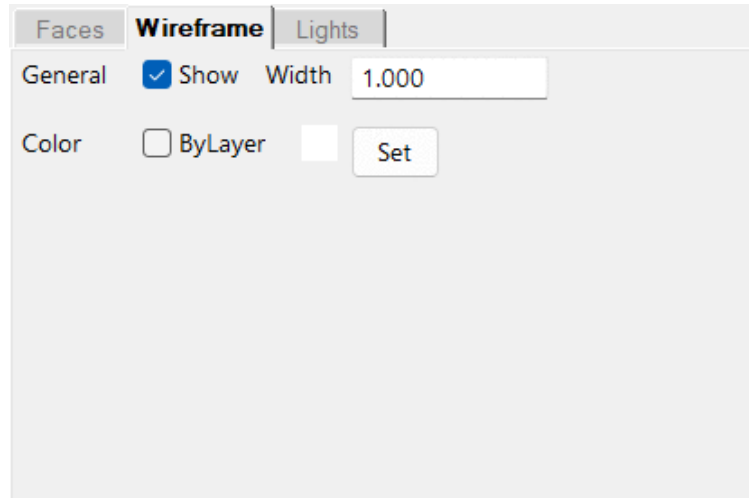 Faces Wireframe Lights
General Show Width 1.000
Color ByLayer Set